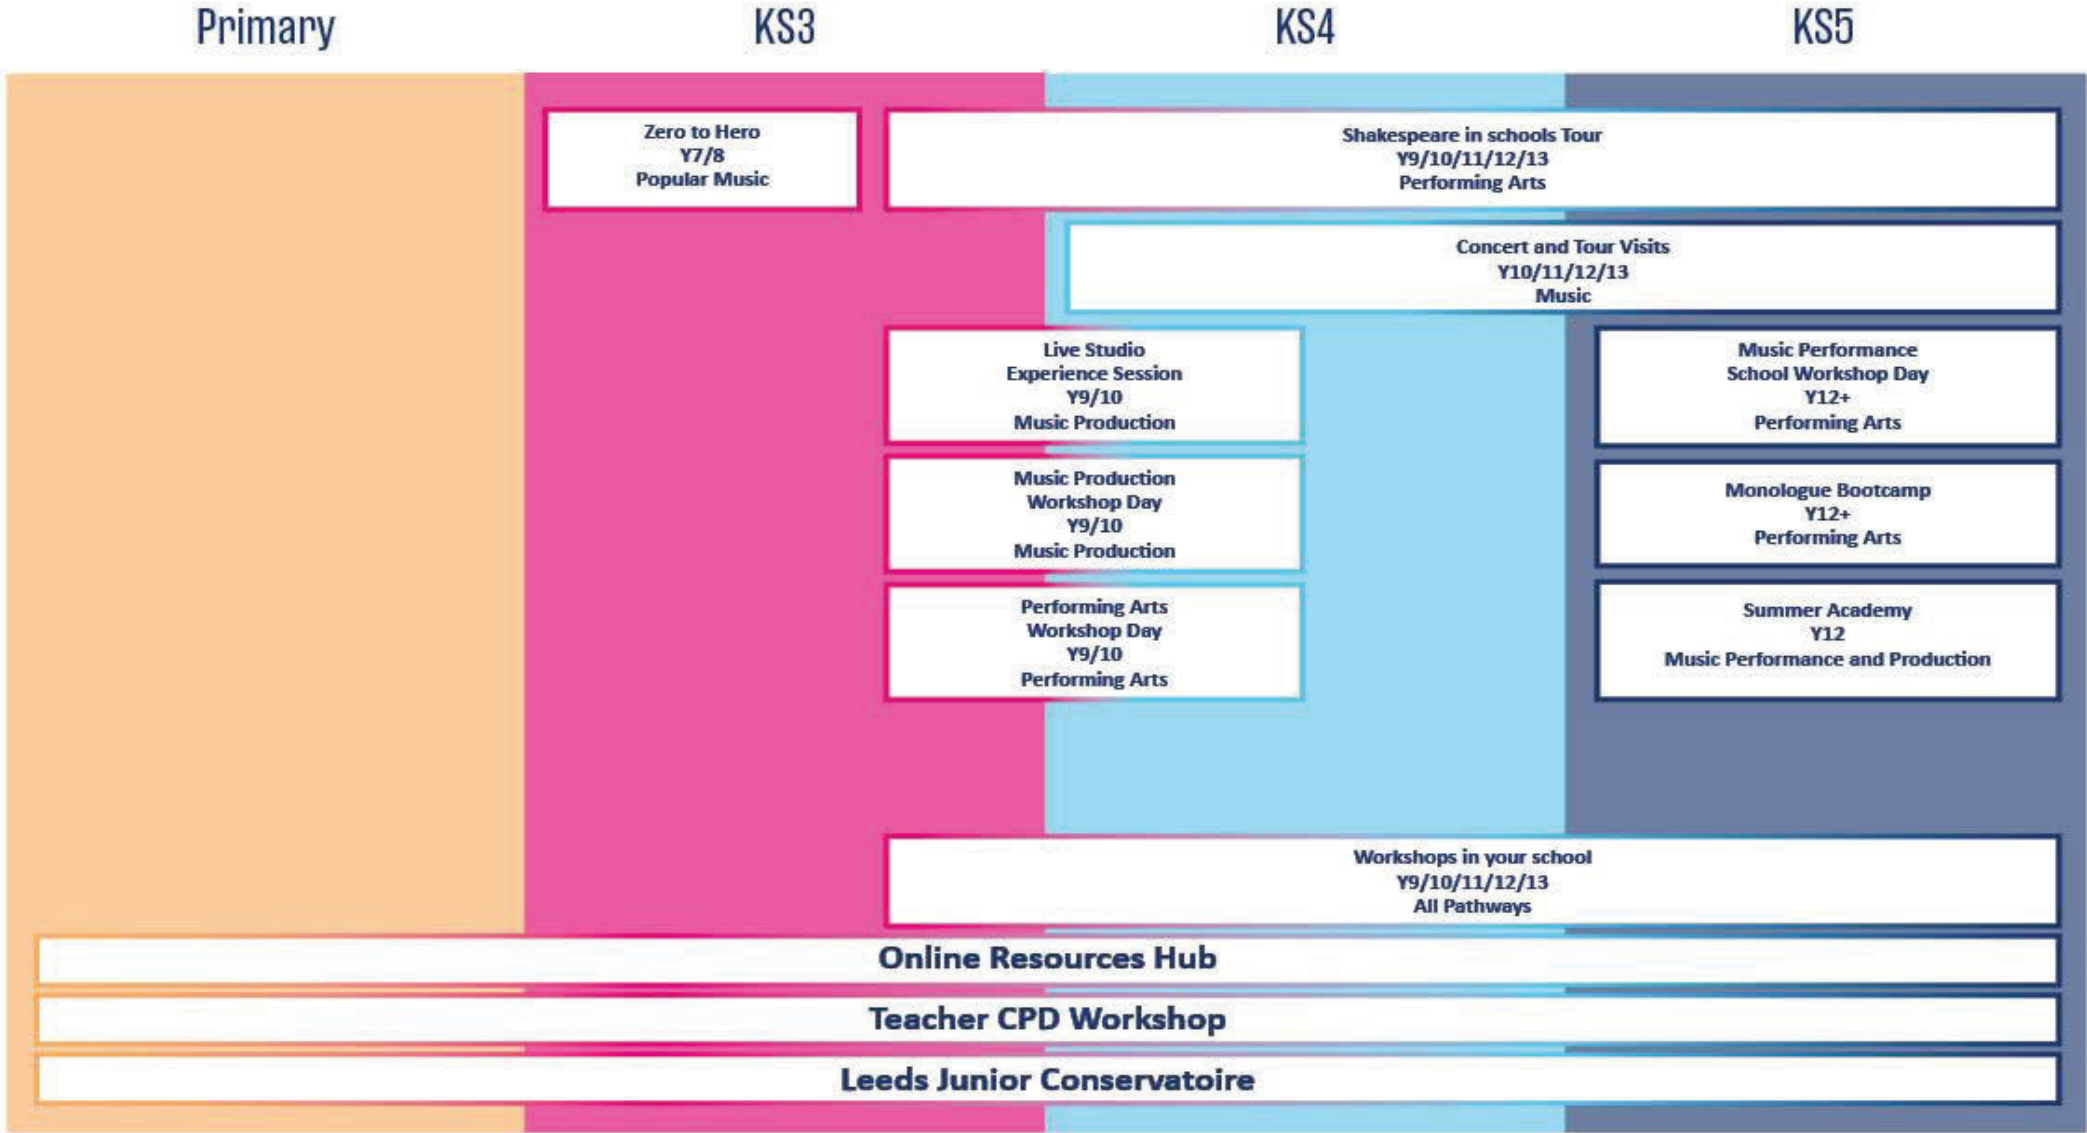 Primary
KS3
KS4
KS5
Zero to Hero
Y7/8
Popular Music
Shakespeare in schools Tour
Y9/10/11/12/13
Performing Arts
Concert and Tour Visits
Y10/11/12/13
Music
Live Studio
Experience Session
Y9/10
Music Production
Music Performance
School Workshop Day
Y12+
Performing Arts
Music Production
Workshop Day
Y9/10
Music Production
Monologue Bootcamp
Y12+
Performing Arts
Performing Arts
Workshop Day
Y9/10
Performing Arts
Summer Academy
Y12
Music Performance and Production
Workshops in your school
Y9/10/11/12/13
All Pathways
Online Resources Hub
Teacher CPD Workshop
Leeds Junior Conservatoire